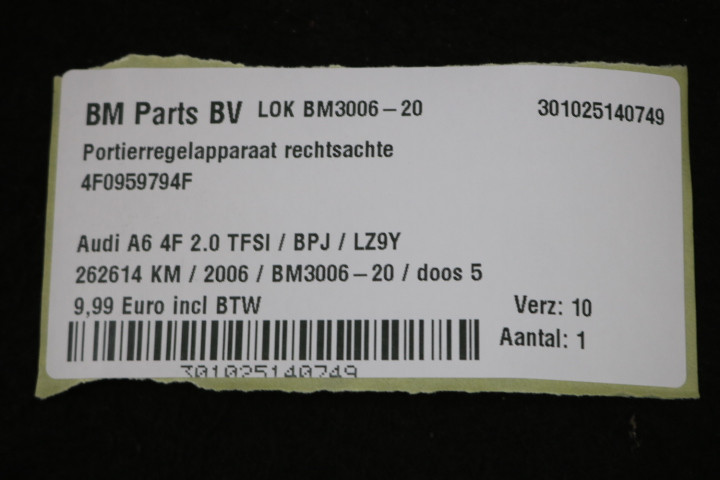 BM Parts BV LOK BM3006-20 301025140749
Portierregelapparaat rechtsachte
4F0959794F
Audi A6 4F 2.0 TFSI / BPJ / LZ9Y
262614 KM / 2006 / BM3006-20 / doos 5
9,99 Euro incl BTW Verz: 10
Aantal: 1
301025140749